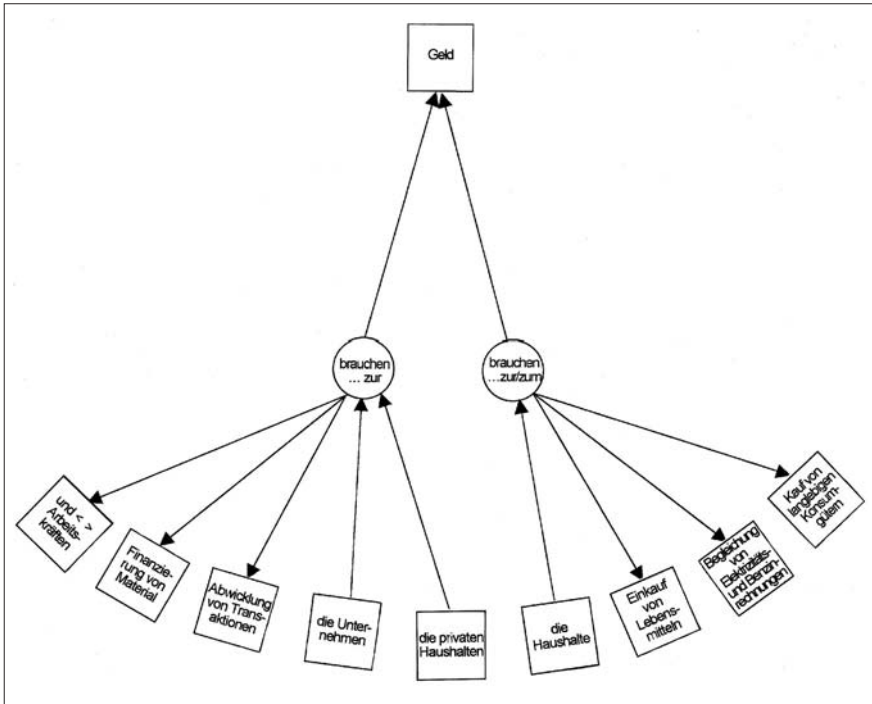 Geld
brauchen
... zur
brauchen
...zur/zum
und < >
Arbeits-
kräften
Finanzie-
rung von
Material
Abwicklung
von Trans-
aktionen
die Unter-
nehmen
die privaten
Haushalten
die
Haushalte
Einkauf
von
Lebens-
mitteln
Begleichung
von
Elektrizitäts-
und Benzin-
rechnungen
Kauf von
langlebigen
Konsum-
gütern